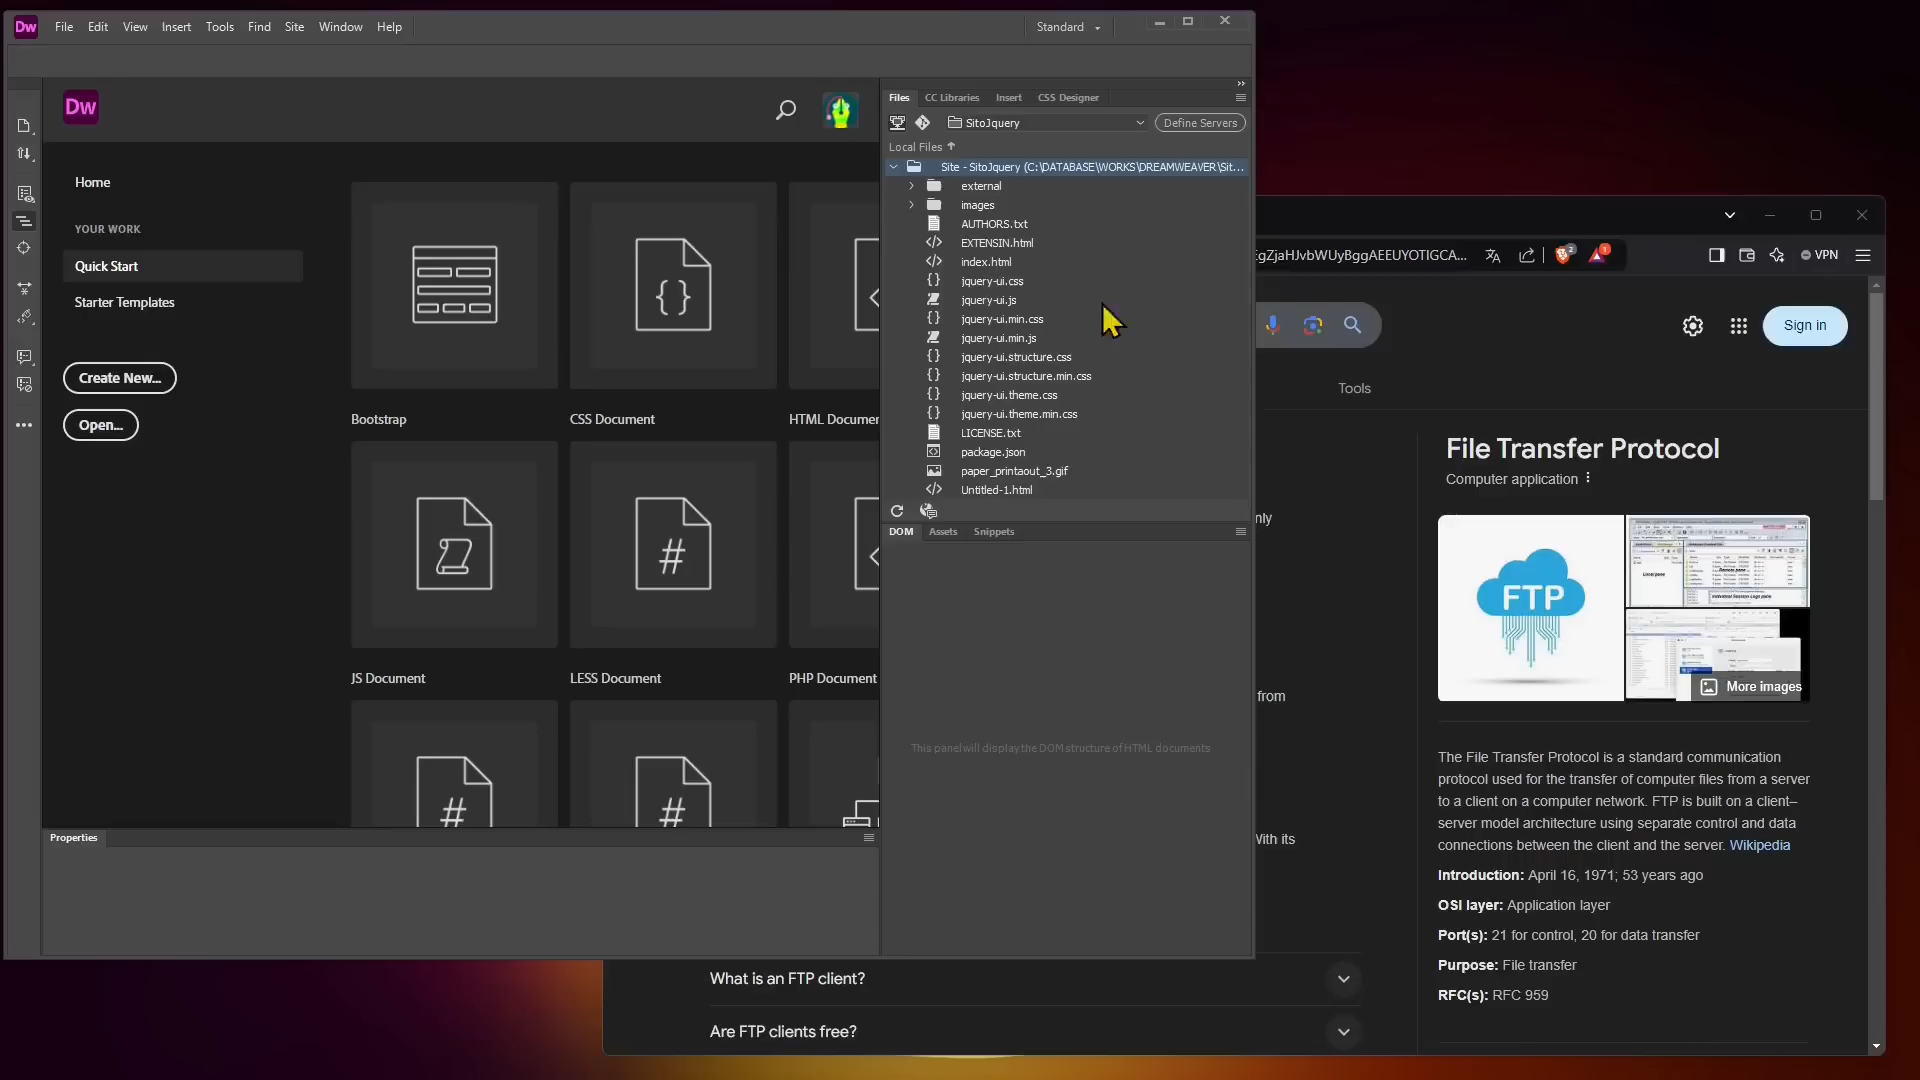 Dw
File Edit View Insert Tools Find Site Window Help
Standard
Dw
Home
YOUR WORK
Quick Start
Starter Templates
Create New...
Open...
Bootstrap
CSS Document
HTML Documen
JS Document
LESS Document
PHP Document
Properties
Files CC Libraries Insert CSS Designer
SitoJquery
Define Servers
Local Files
Site - SitoJquery (C:\DATABASE\WORKS\DREAMWEAVER\Sit...
external
images
AUTHORS.txt
EXTENSIN.html
index.html
jquery-ui.css
jquery-ui.js
jquery-ui.min.css
jquery-ui.min.js
jquery-ui.structure.css
jquery-ui.structure.min.css
jquery-ui.theme.css
jquery-ui.theme.min.css
LICENSE.txt
package.json
paper_printaout_3.gif
Untitled-1.html
DOM Assets Snippets
This panel will display the DOM structure of HTML documents
gZjaHJvbWUyBggAEEUYOTIGCA...
2
1
VPN
Sign in
Tools
nly
from
With its
What is an FTP client?
Are FTP clients free?
File Transfer Protocol
Computer application
FTP
More images
The File Transfer Protocol is a standard communication
protocol used for the transfer of computer files from a server
to a client on a computer network. FTP is built on a client–
server model architecture using separate control and data
connections between the client and the server. Wikipedia
Introduction: April 16, 1971; 53 years ago
OSI layer: Application layer
Port(s): 21 for control, 20 for data transfer
Purpose: File transfer
RFC(s): RFC 959